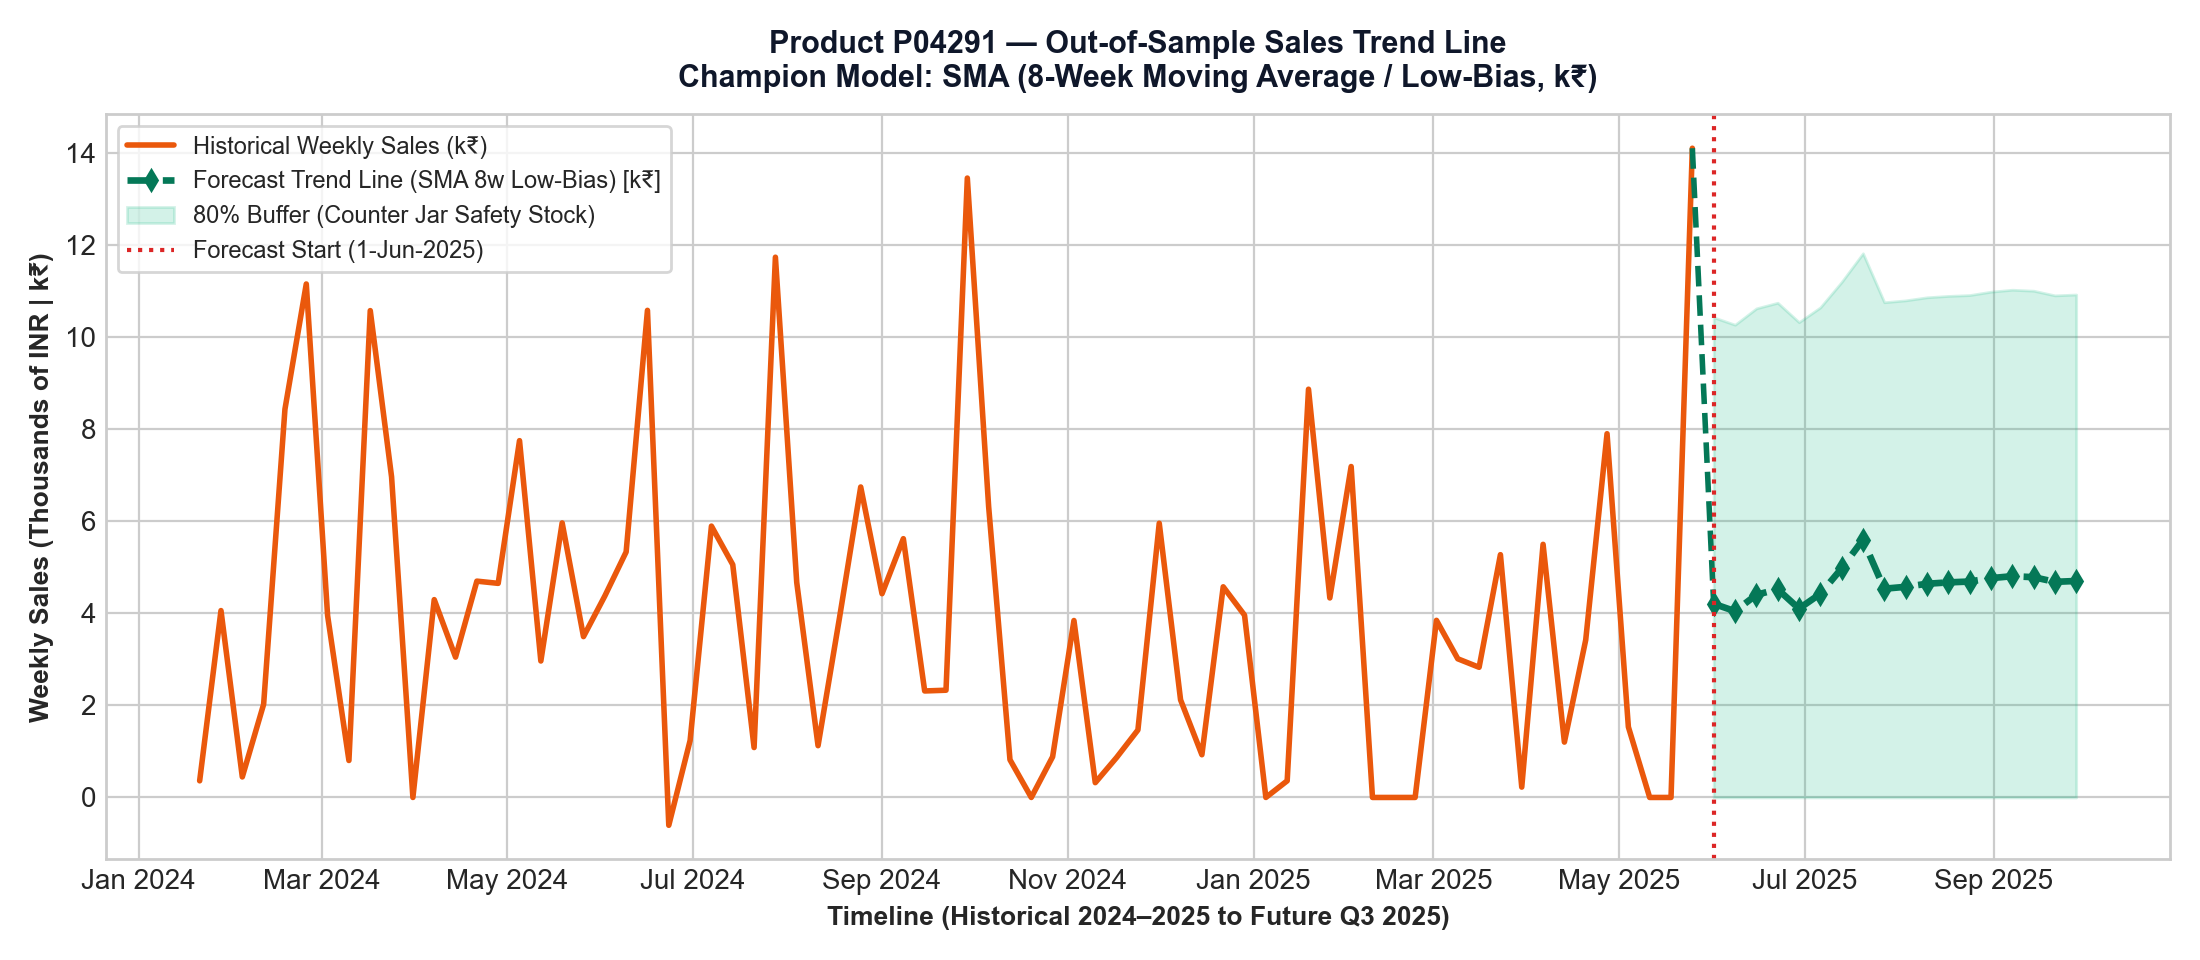 Product P04291 — Out-of-Sample Sales Trend Line
Champion Model: SMA (8-Week Moving Average / Low-Bias, k₹)
Historical Weekly Sales (k₹)
Forecast Trend Line (SMA 8w Low-Bias) [k₹]
80% Buffer (Counter Jar Safety Stock)
Forecast Start (1-Jun-2025)
Weekly Sales (Thousands of INR | k₹)
14
12
10
8
6
4
2
0
Jan 2024 Mar 2024 May 2024 Jul 2024 Sep 2024 Nov 2024 Jan 2025 Mar 2025 May 2025 Jul 2025 Sep 2025
Timeline (Historical 2024–2025 to Future Q3 2025)